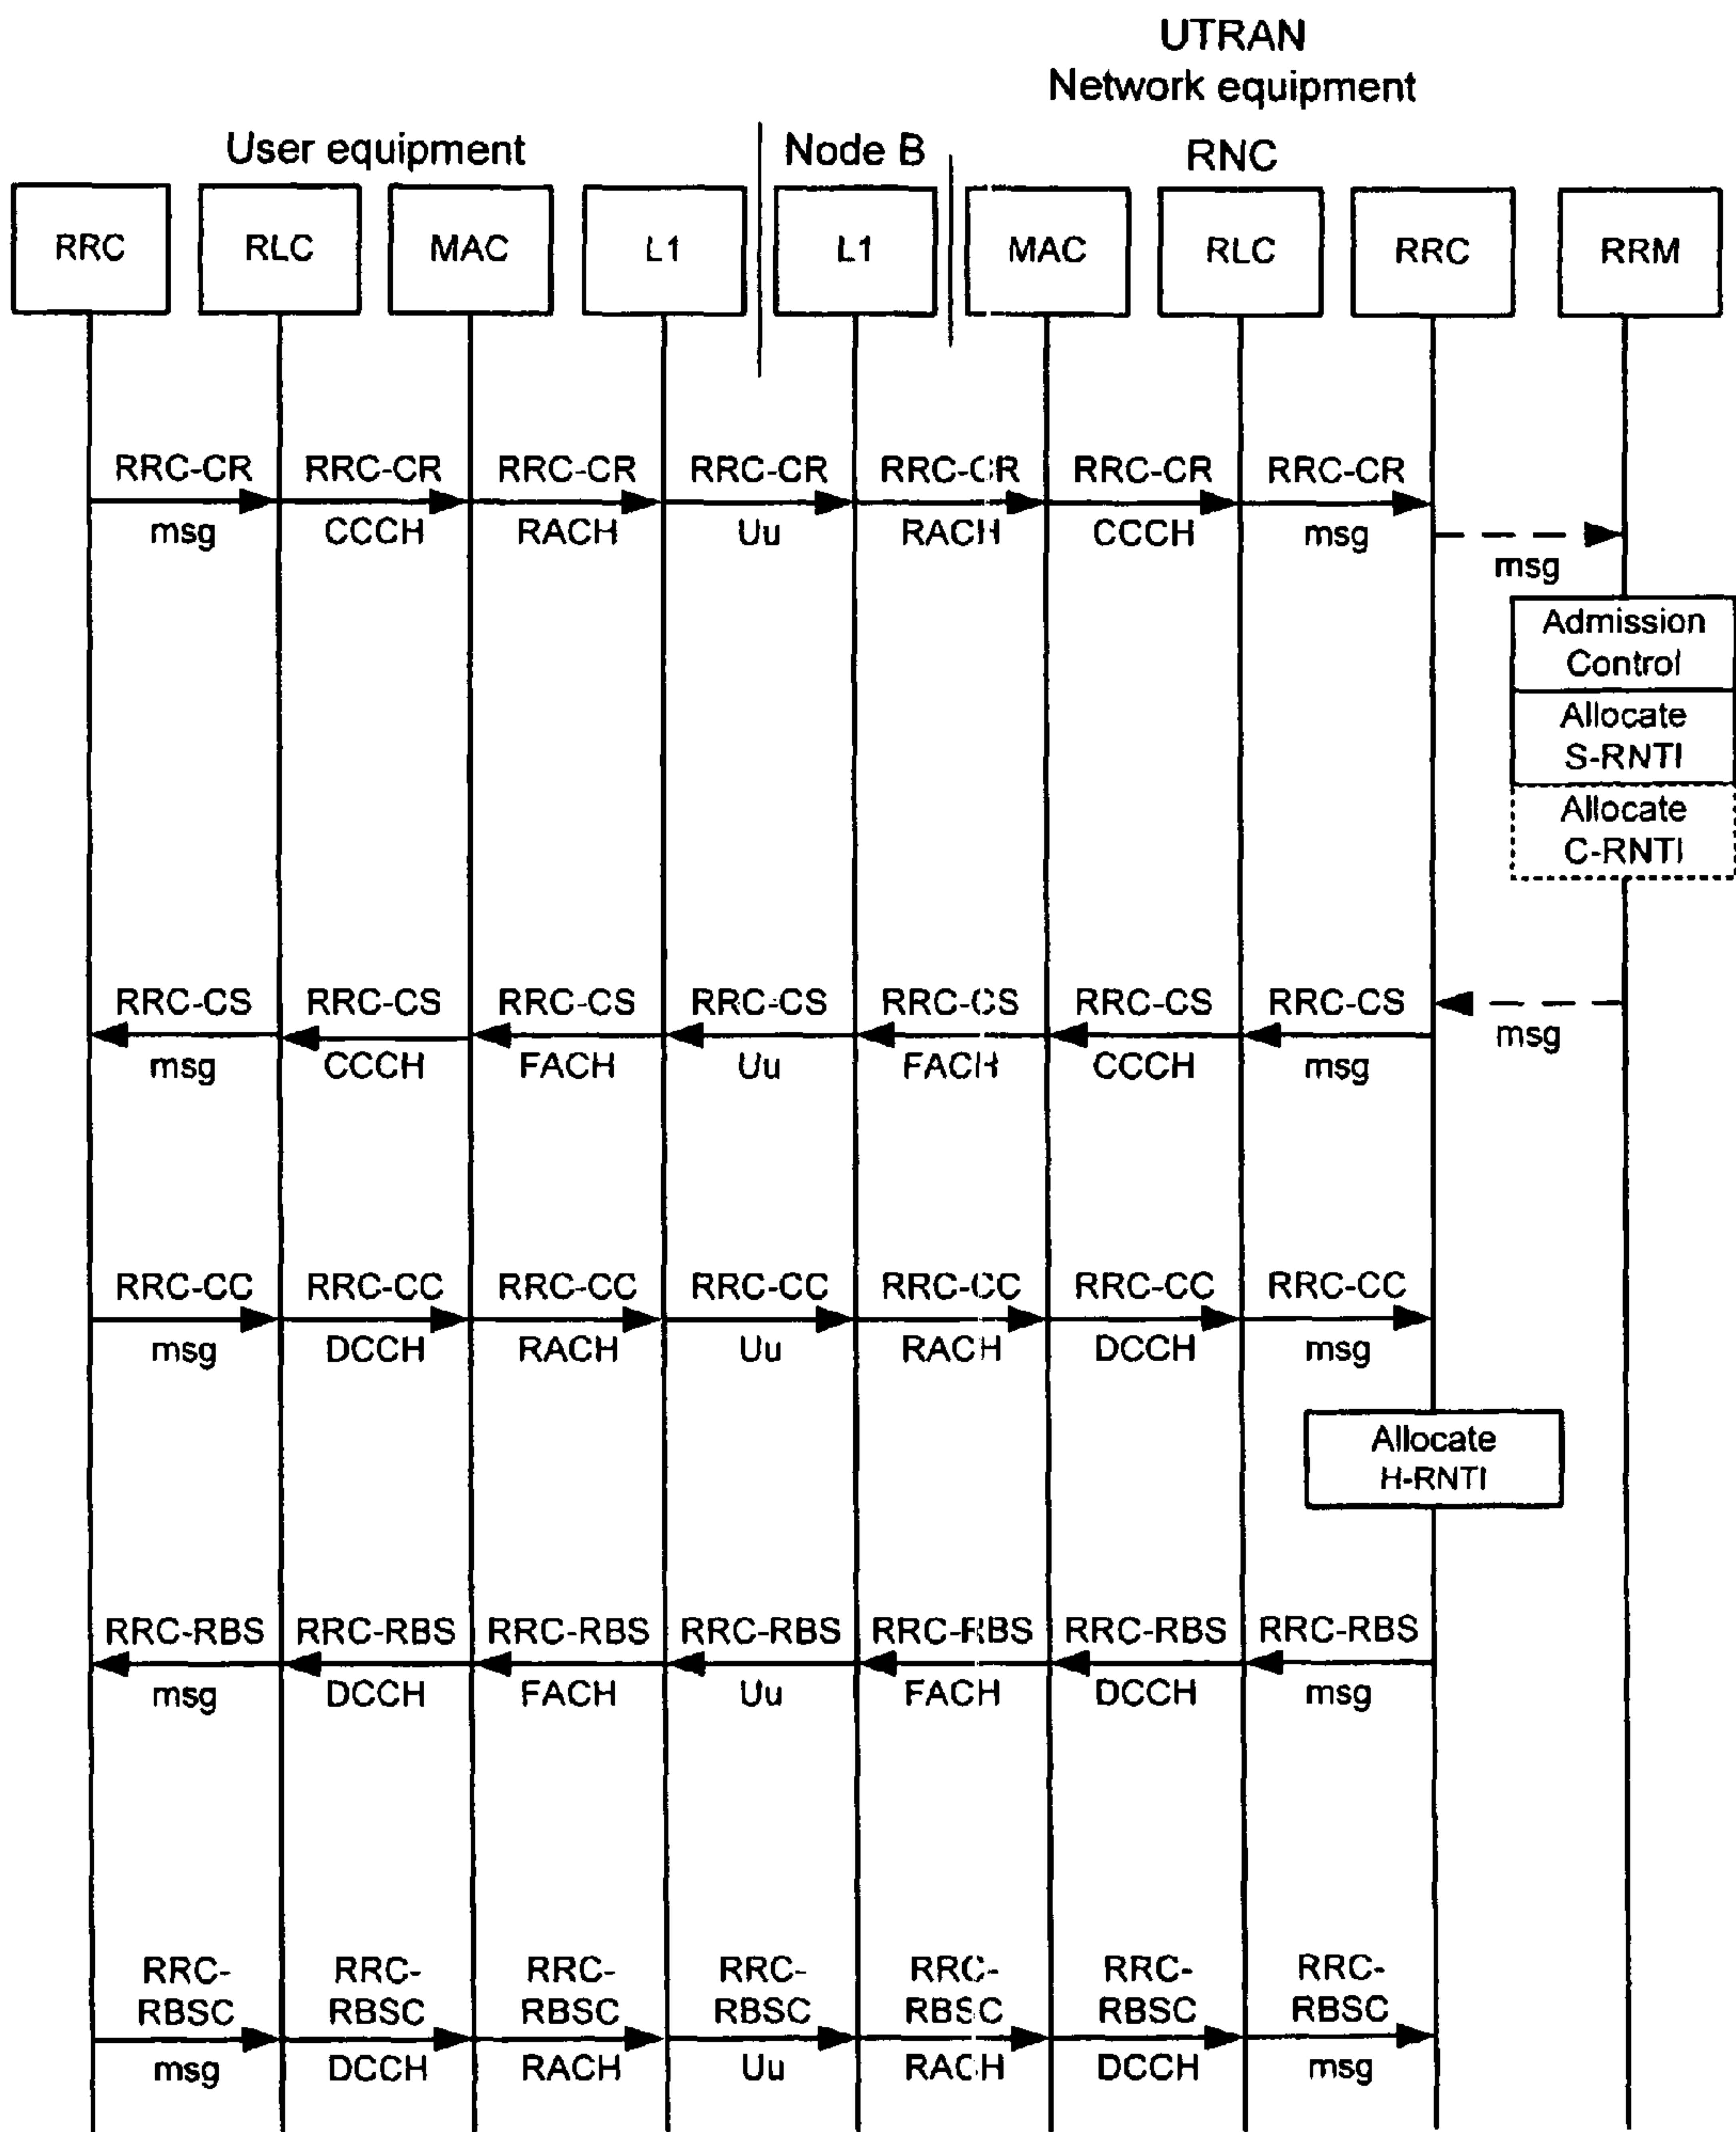 UTRAN
Network equipment
User equipment
Node B
RNC
RRC
RLC
MAC
L1
L1
MAC
RLC
RRC
RRM
RRC-CR RRC-CR RRC-CR RRC-CR RRC-CR RRC-CR RRC-CR
msg CCCH RACH Uu RACH CCCH msg
msg
Admission
Control
Allocate
S-RNTI
Allocate
C-RNTI
RRC-CS RRC-CS RRC-CS RRC-CS RRC-CS RRC-CS RRC-CS
msg CCCH FACH Uu FACH CCCH msg
msg
RRC-CC RRC-CC RRC-CC RRC-CC RRC-CC RRC-CC RRC-CC
msg DCCH RACH Uu RACH DCCH msg
Allocate
H-RNTI
RRC-RBS RRC-RBS RRC-RBS RRC-RBS RRC-RBS RRC-RBS RRC-RBS
msg DCCH FACH Uu FACH DCCH msg
RRC- RRC- RRC- RRC- RRC- RRC- RRC-
RBSC RBSC RBSC RBSC RBSC RBSC RBSC
msg DCCH RACH Uu RACH DCCH msg